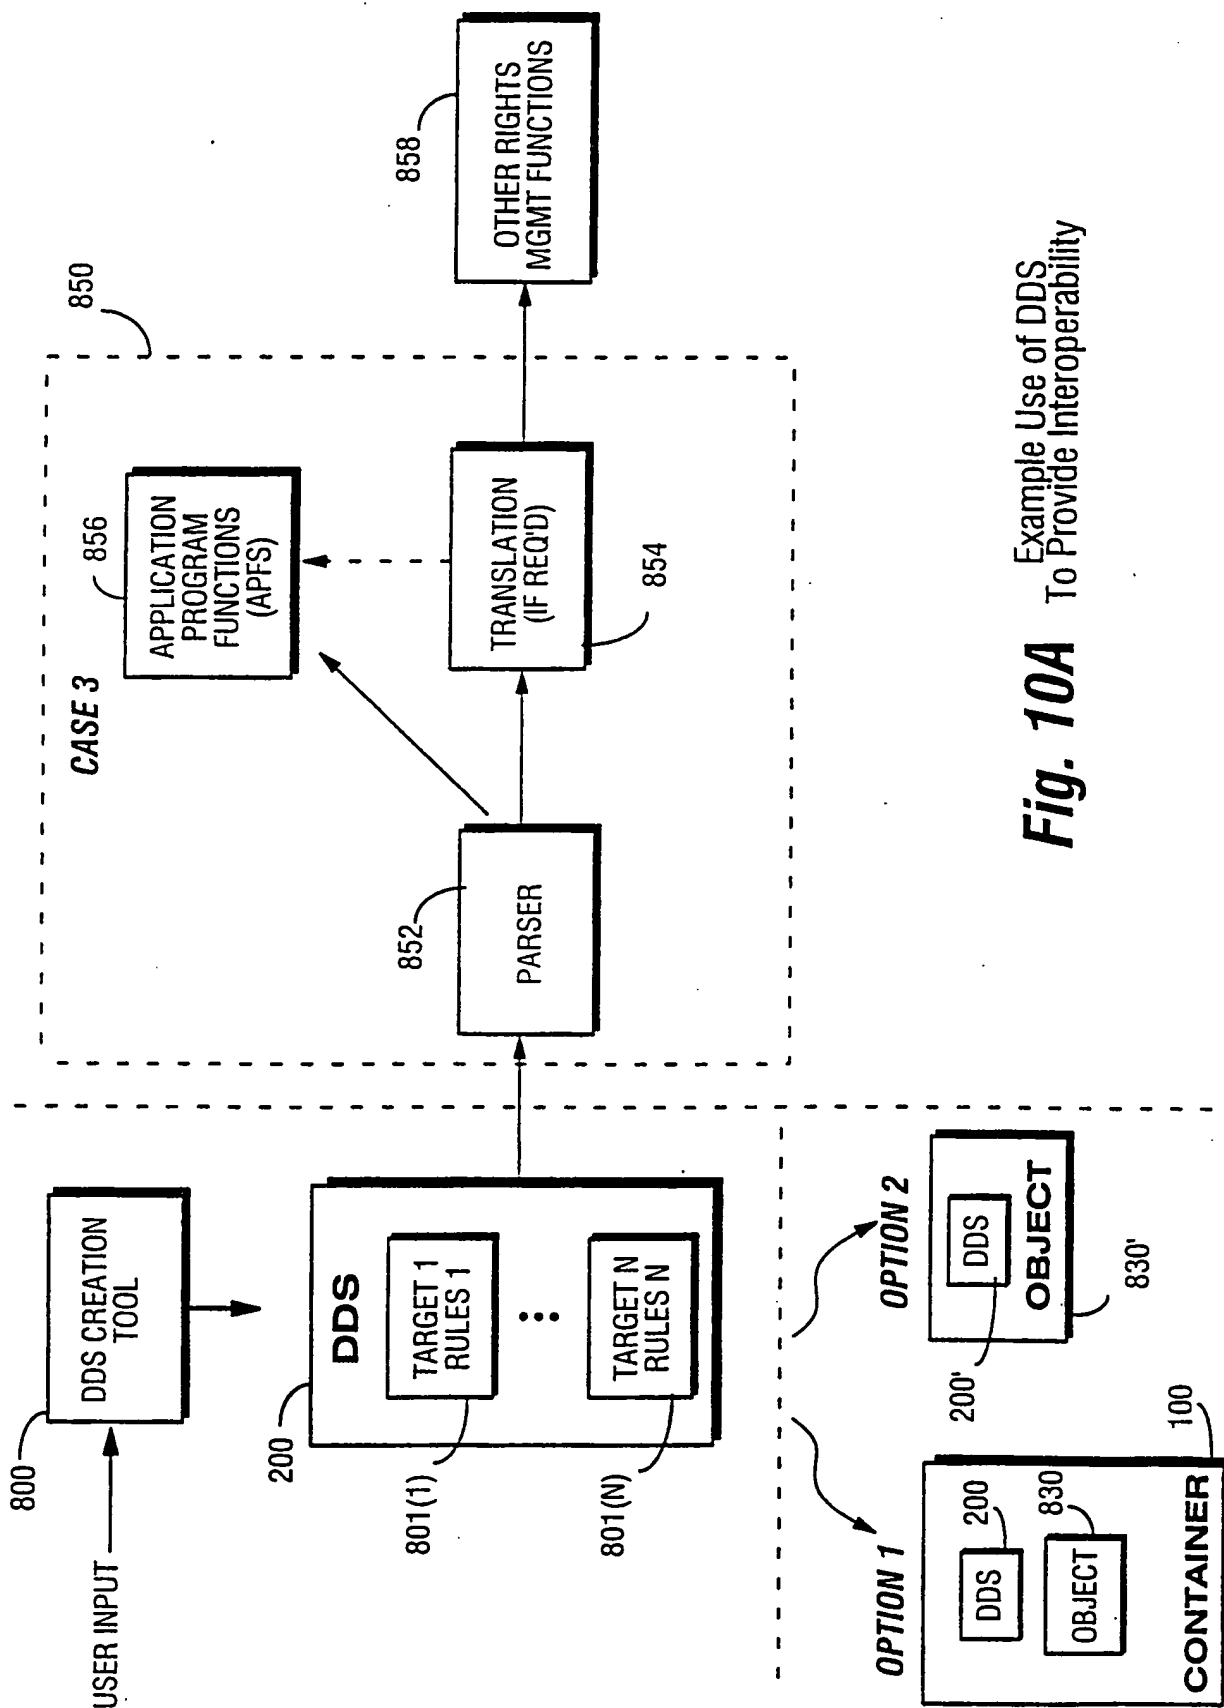 USER INPUT
800
DDS CREATION
TOOL
200
DDS
TARGET 1
RULES 1
801(1)
•••
TARGET N
RULES N
801(N)
OPTION 1
DDS
200
OBJECT
830
CONTAINER
100
OPTION 2
DDS
200'
OBJECT
830'
CASE 3
850
852
PARSER
856
APPLICATION
PROGRAM
FUNCTIONS
(APFS)
TRANSLATION
(IF REQ'D)
854
858
OTHER RIGHTS
MGMT FUNCTIONS
Fig. 10A
Example Use of DDS
To Provide Interoperability